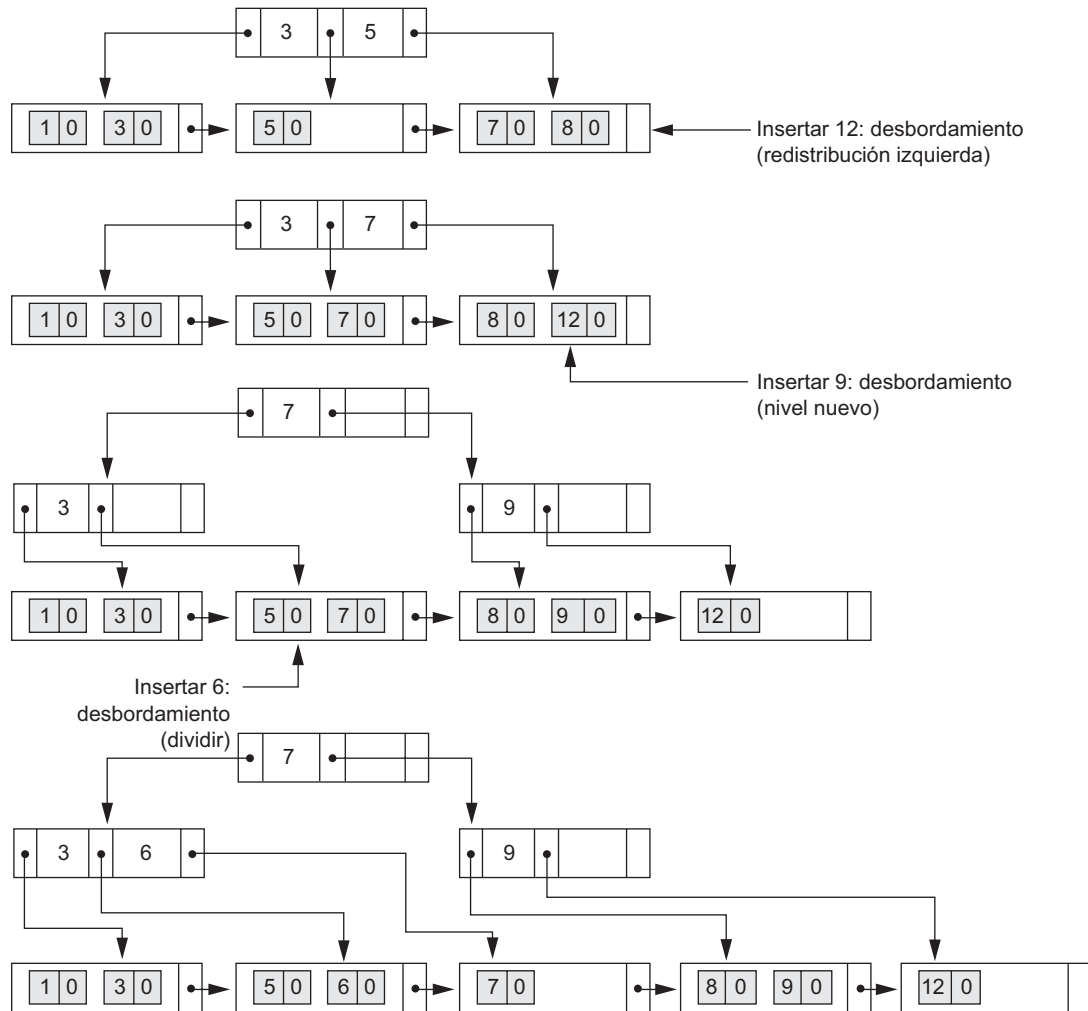 3 5
1 0 3 0 5 0 7 0 8 0
Insertar 12: desbordamiento
(redistribución izquierda)
3 7
1 0 3 0 5 0 7 0 8 0 12 0
Insertar 9: desbordamiento
(nivel nuevo)
7
3 9
1 0 3 0 5 0 7 0 8 0 9 0 12 0
Insertar 6:
desbordamiento
(dividir)
7
3 6 9
1 0 3 0 5 0 6 0 7 0 8 0 9 0 12 0